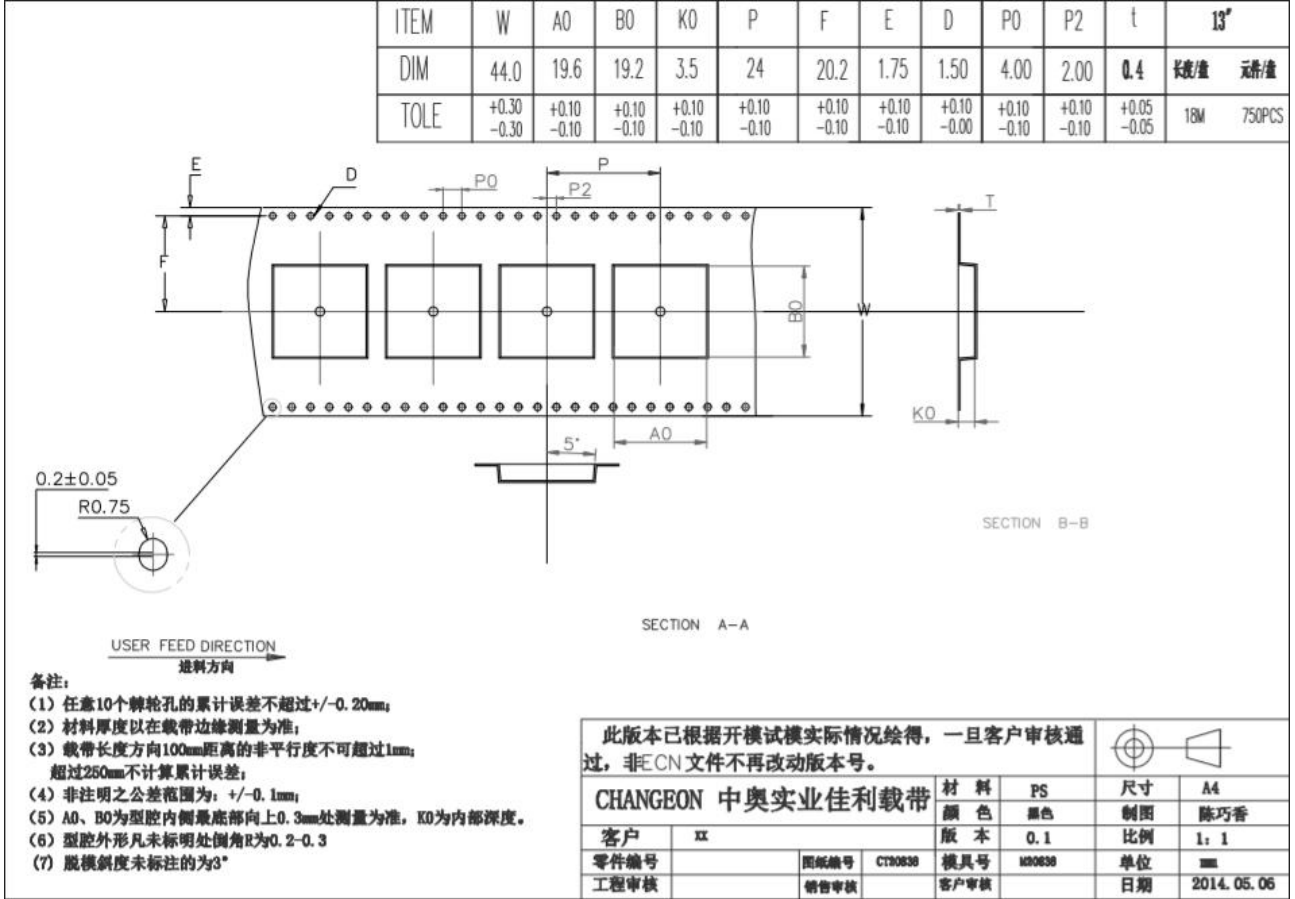 ITEM W A0 B0 K0 P F E D P0 P2 t 13"
DIM 44.0 19.6 19.2 3.5 24 20.2 1.75 1.50 4.00 2.00 0.4 长度/盘 元件/盘
TOLE +0.30 +0.10 +0.10 +0.10 +0.10 +0.10 +0.10 +0.10 +0.10 +0.10 +0.05 18M 750PCS
-0.30 -0.10 -0.10 -0.10 -0.10 -0.10 -0.10 -0.00 -0.10 -0.10 -0.05
E
D
P0
P2
P
T
F
B0
W
K0
A0
5°
0.2±0.05
R0.75
SECTION B-B
SECTION A-A
USER FEED DIRECTION
进料方向
备注:
(1) 任意10个棘轮孔的累计误差不超过+/-0.20mm;
(2) 材料厚度以在载带边缘测量为准;
(3) 载带长度方向100mm距离的非平行度不可超过1mm;
超过250mm不计算累计误差;
(4) 非注明之公差范围为: +/-0.1mm;
(5) A0、B0为型腔内侧最底部向上0.3mm处测量为准, K0为内部深度。
(6) 型腔外形凡未标明处倒角R为0.2-0.3
(7) 脱模斜度未标注的为3°
此版本已根据开模试模实际情况绘得, 一旦客户审核通
过, 非ECN文件不再改动版本号。
CHANGEON 中奥实业佳利载带 材 料 PS 尺寸 A4
颜 色 黑色 制图 陈巧香
客户 XX 版 本 0.1 比例 1: 1
零件编号 图纸编号 模具号 单位 mm
工程审核 销售审核 客户审核 日期 2014.05.06